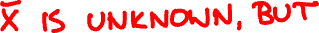 x̄ IS UNKNOWN, BUT